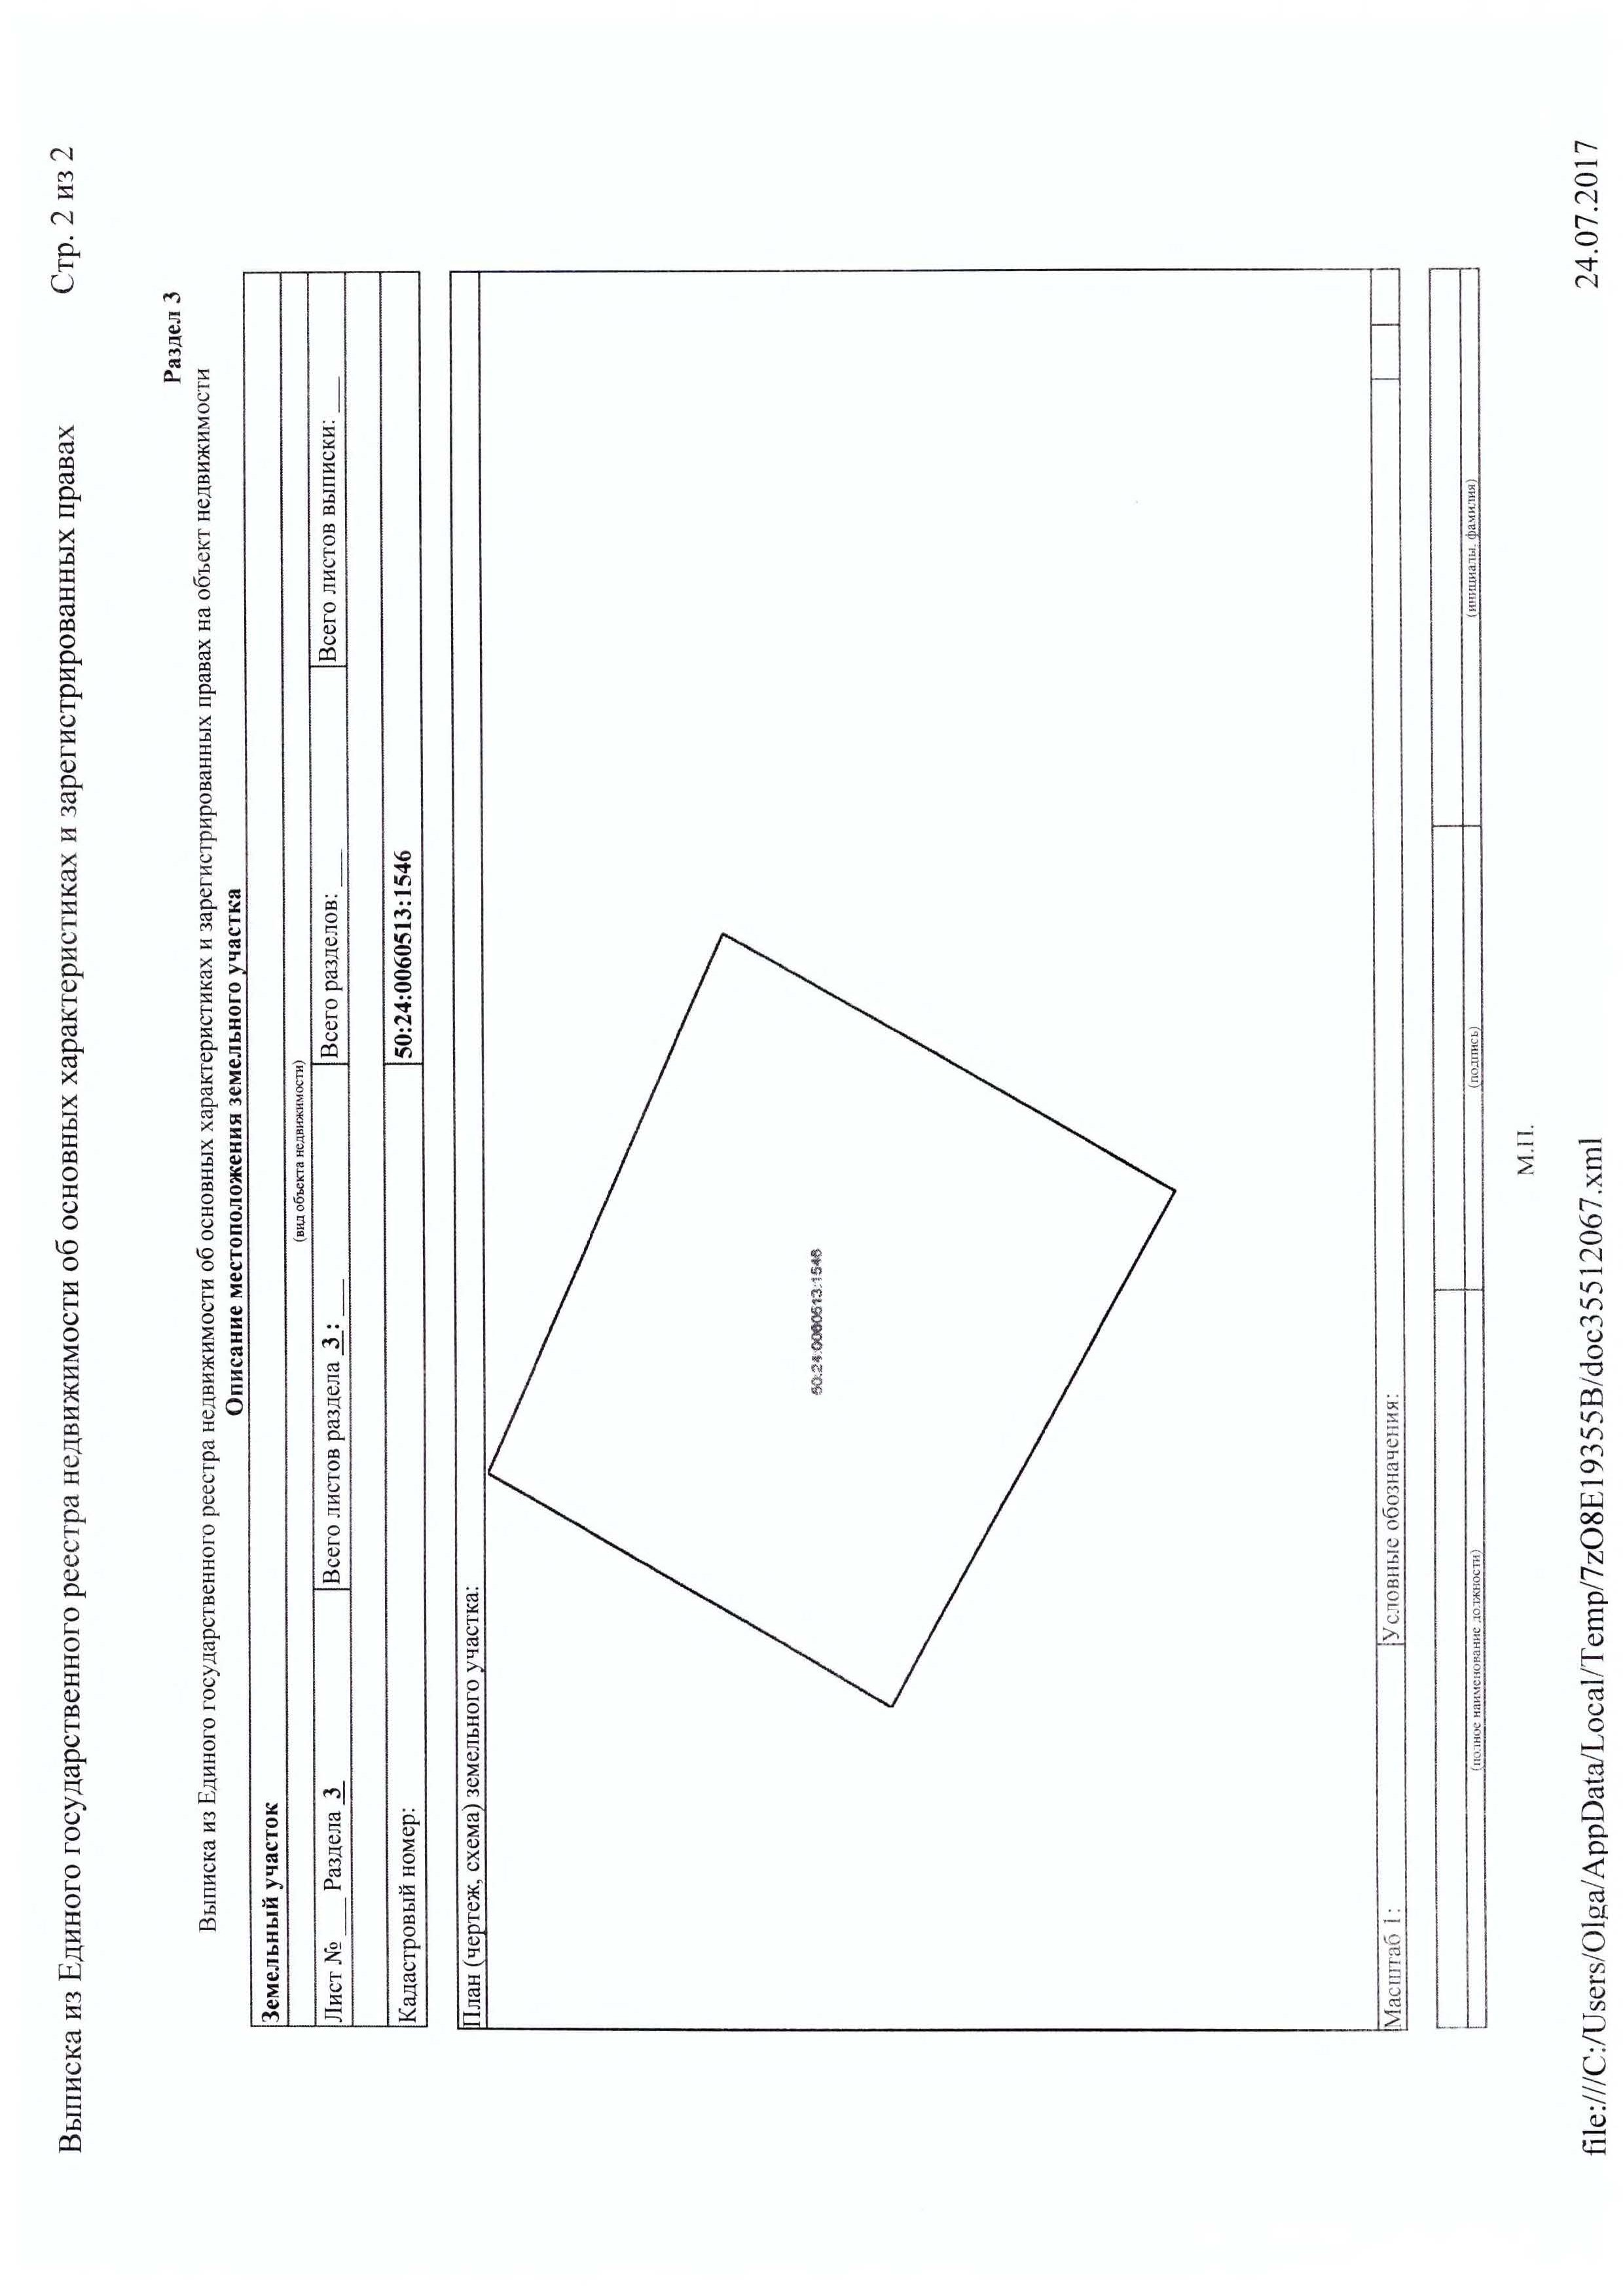 Выписка из Единого государственного реестра недвижимости об основных характеристиках и зарегистрированных правах Стр. 2 из 2
Раздел 3
Выписка из Единого государственного реестра недвижимости об основных характеристиках и зарегистрированных правах на объект недвижимости
Описание местоположения земельного участка
Земельный участок
(вид объекта недвижимости)
Лист № ___ Раздела 3 Всего листов раздела 3 : ___ Всего разделов: ___ Всего листов выписки: ___
Кадастровый номер: 50:24:0060513:1546
План (чертеж, схема) земельного участка:
50:24:0060513:1546
Масштаб 1: Условные обозначения:
(полное наименование должности) (подпись) (инициалы, фамилия)
М.П.
file:///C:/Users/Olga/AppData/Local/Temp/7zO8E19355B/doc35512067.xml 24.07.2017